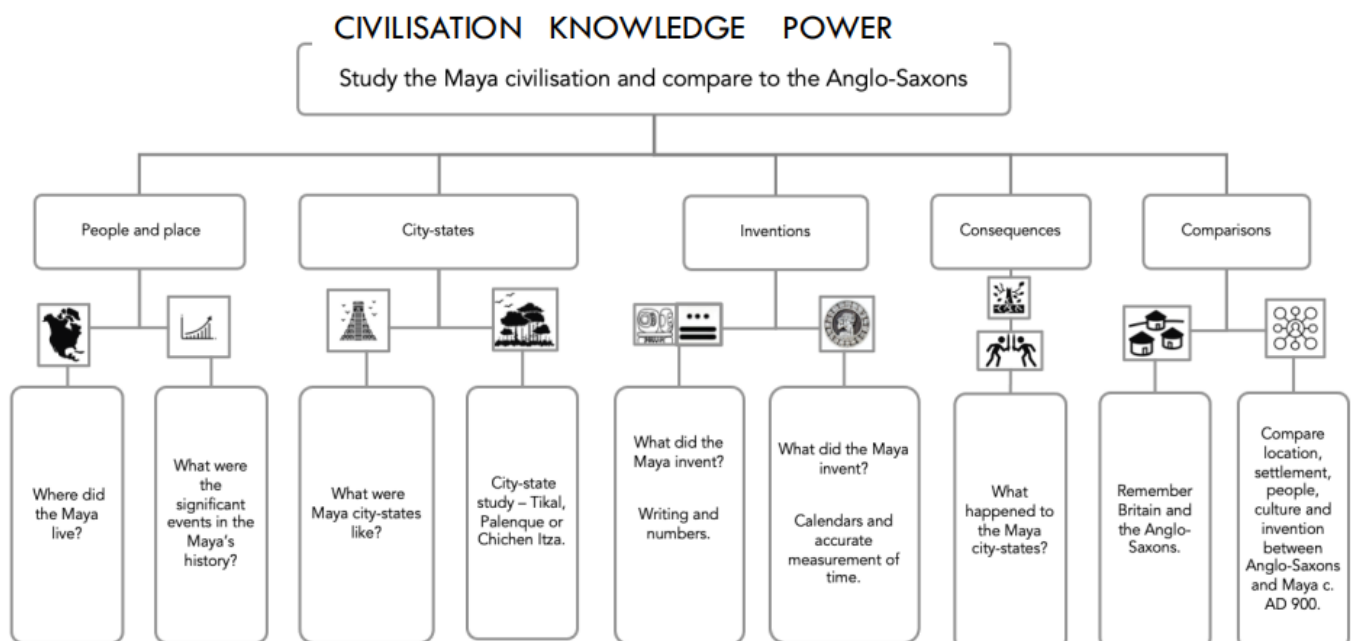 CIVILISATION KNOWLEDGE POWER
Study the Maya civilisation and compare to the Anglo-Saxons
People and place
City-states
Inventions
Consequences
Comparisons
Where did
the Maya
live?
What were
the
significant
events in the
Maya's
history?
What were
Maya city-states
like?
City-state
study – Tikal,
Palenque or
Chichen Itza.
What did the
Maya invent?
Writing and
numbers.
What did the Maya
invent?
Calendars and
accurate
measurement of
time.
What
happened to
the Maya
city-states?
Remember
Britain and
the Anglo-
Saxons.
Compare
location,
settlement,
people,
culture and
invention
between
Anglo-Saxons
and Maya c.
AD 900.